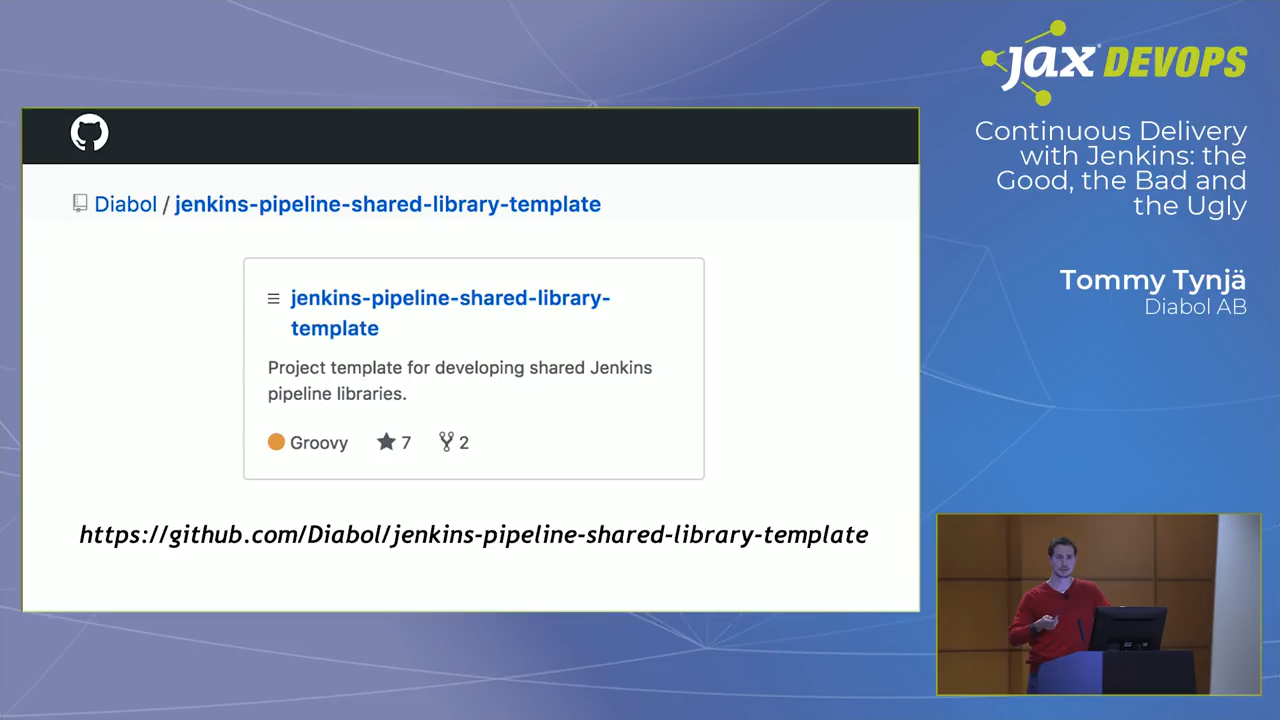 jax DEVOPS
Continuous Delivery
with Jenkins: the
Good, the Bad and
the Ugly
Tommy Tynjä
Diabol AB
Diabol / jenkins-pipeline-shared-library-template
jenkins-pipeline-shared-library-
template
Project template for developing shared Jenkins
pipeline libraries.
Groovy 7 2
https://github.com/Diabol/jenkins-pipeline-shared-library-template